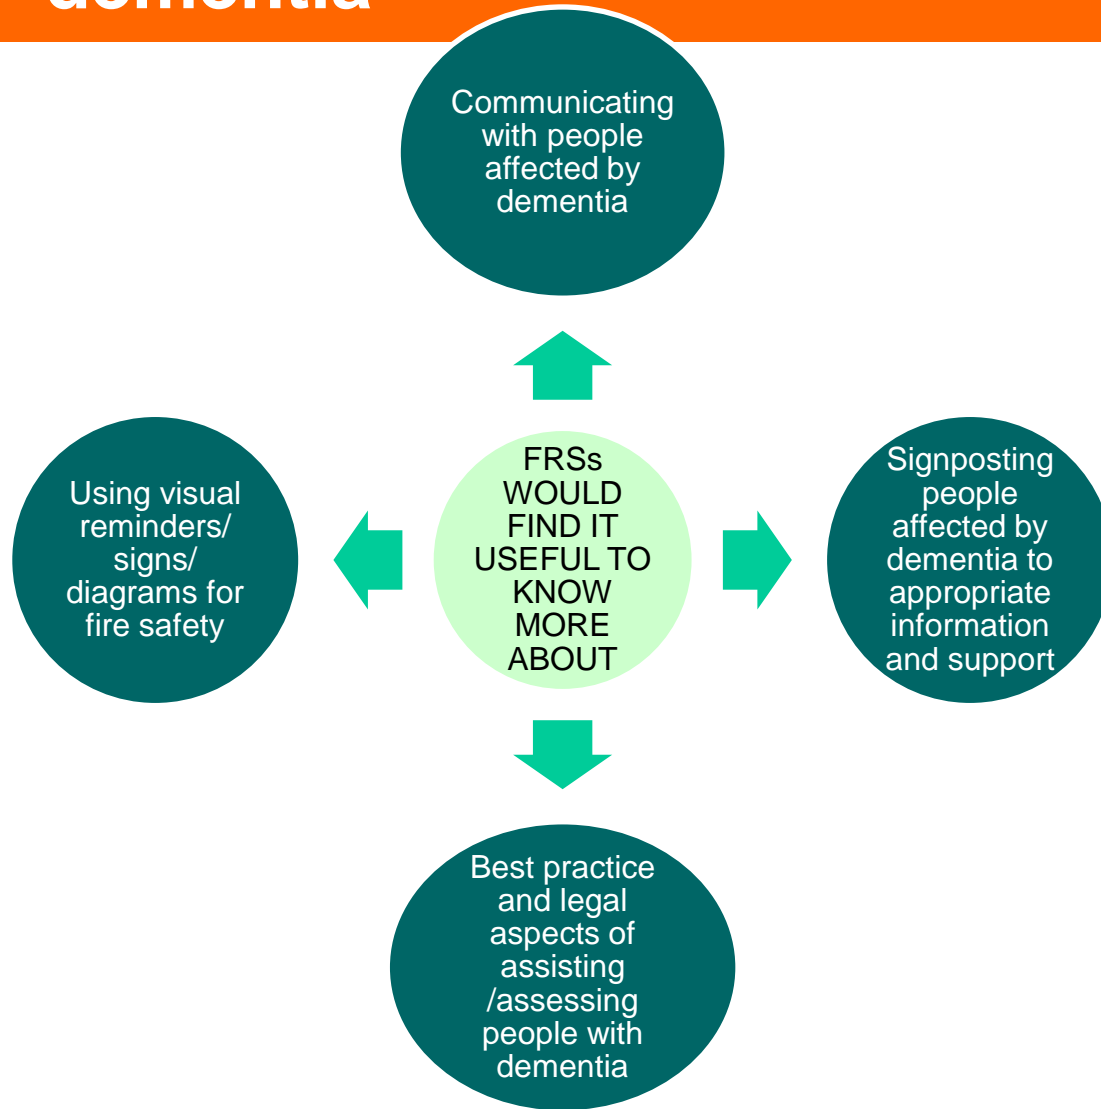 dementia
Communicating
with people
affected by
dementia
Using visual
reminders/
signs/
diagrams for
fire safety
FRSs
WOULD
FIND IT
USEFUL TO
KNOW
MORE
ABOUT
Signposting
people
affected by
dementia to
appropriate
information
and support
Best practice
and legal
aspects of
assisting
/assessing
people with
dementia